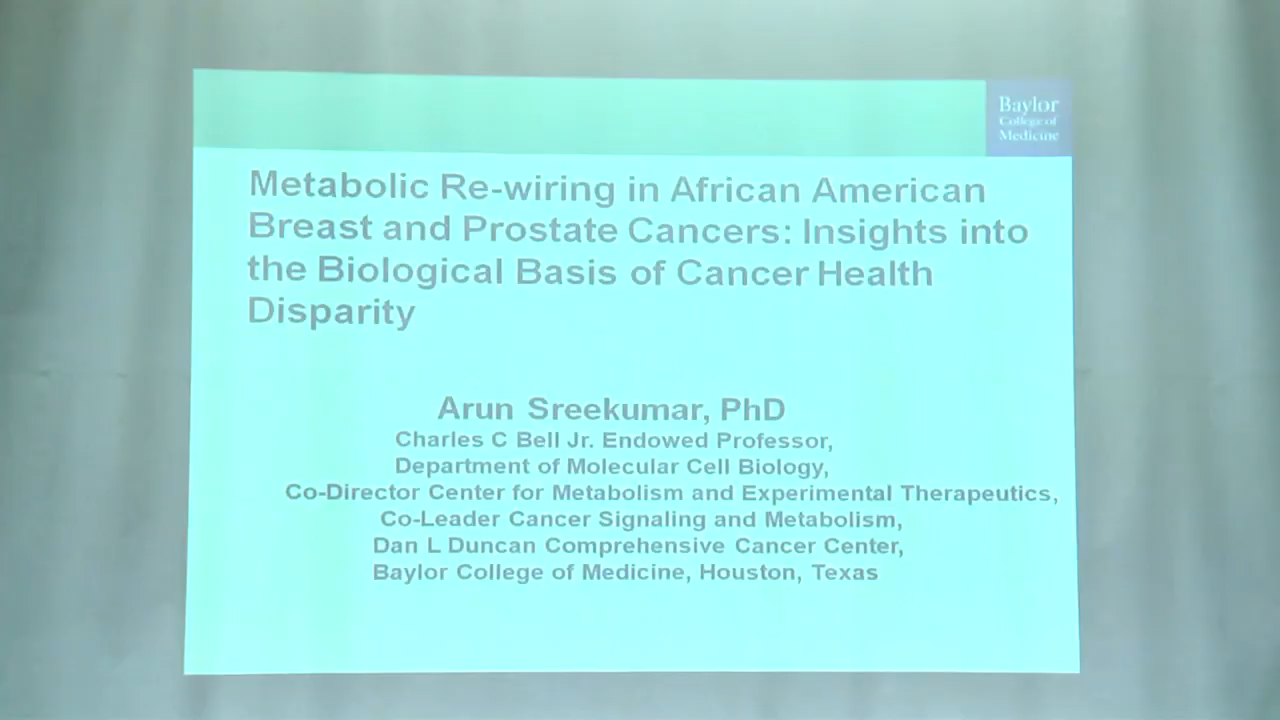 Baylor
College of
Medicine
Metabolic Re-wiring in African American
Breast and Prostate Cancers: Insights into
the Biological Basis of Cancer Health
Disparity
Arun Sreekumar, PhD
Charles C Bell Jr. Endowed Professor,
Department of Molecular Cell Biology,
Co-Director Center for Metabolism and Experimental Therapeutics,
Co-Leader Cancer Signaling and Metabolism,
Dan L Duncan Comprehensive Cancer Center,
Baylor College of Medicine, Houston, Texas